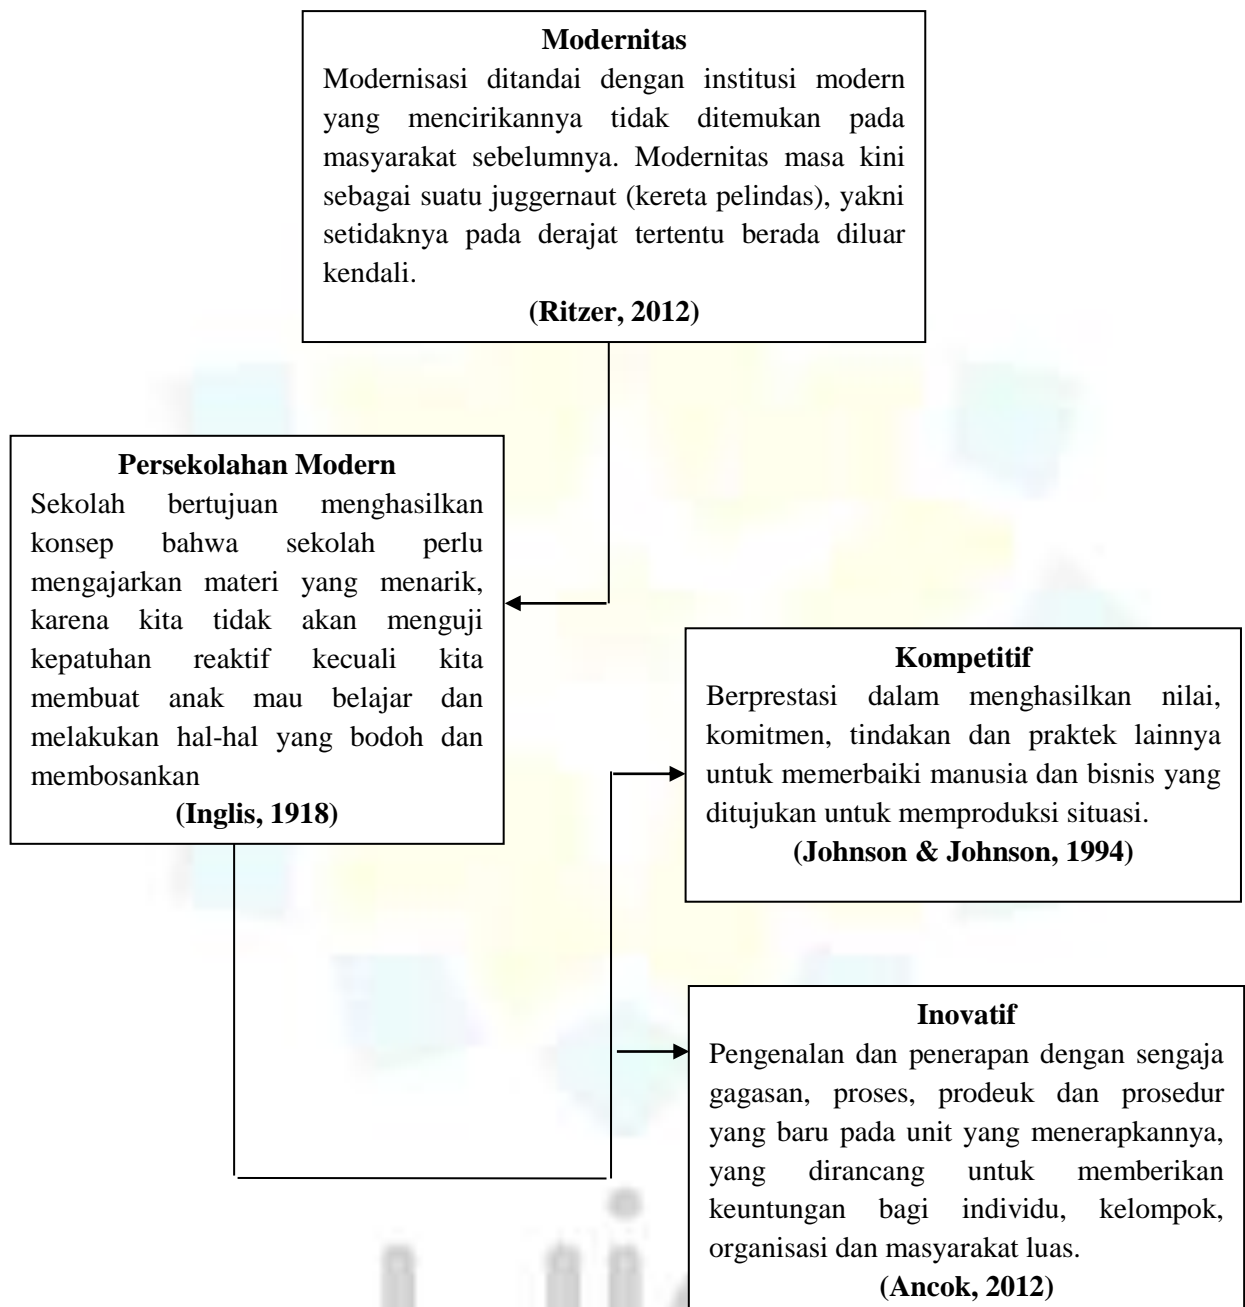 Modernitas
Modernisasi ditandai dengan institusi modern
yang mencirikannya tidak ditemukan pada
masyarakat sebelumnya. Modernitas masa kini
sebagai suatu juggernaut (kereta pelindas), yakni
setidaknya pada derajat tertentu berada diluar
kendali.
(Ritzer, 2012)
Persekolahan Modern
Sekolah bertujuan menghasilkan
konsep bahwa sekolah perlu
mengajarkan materi yang menarik,
karena kita tidak akan menguji
kepatuhan reaktif kecuali kita
membuat anak mau belajar dan
melakukan hal-hal yang bodoh dan
membosankan
(Inglis, 1918)
Kompetitif
Berprestasi dalam menghasilkan nilai,
komitmen, tindakan dan praktek lainnya
untuk memerbaiki manusia dan bisnis yang
ditujukan untuk memproduksi situasi.
(Johnson & Johnson, 1994)
Inovatif
Pengenalan dan penerapan dengan sengaja
gagasan, proses, prodeuk dan prosedur
yang baru pada unit yang menerapkannya,
yang dirancang untuk memberikan
keuntungan bagi individu, kelompok,
organisasi dan masyarakat luas.
(Ancok, 2012)